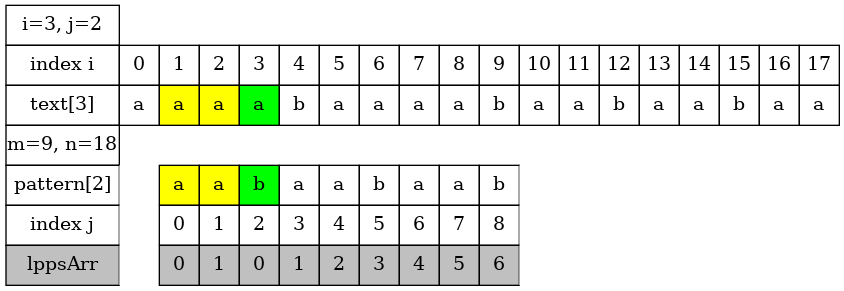 i=3, j=2
index i 0 1 2 3 4 5 6 7 8 9 10 11 12 13 14 15 16 17
text[3] a a a a b a a a a b a a b a a b a a
m=9, n=18
pattern[2] a a b a a b a a b
index j 0 1 2 3 4 5 6 7 8
lppsArr 0 1 0 1 2 3 4 5 6